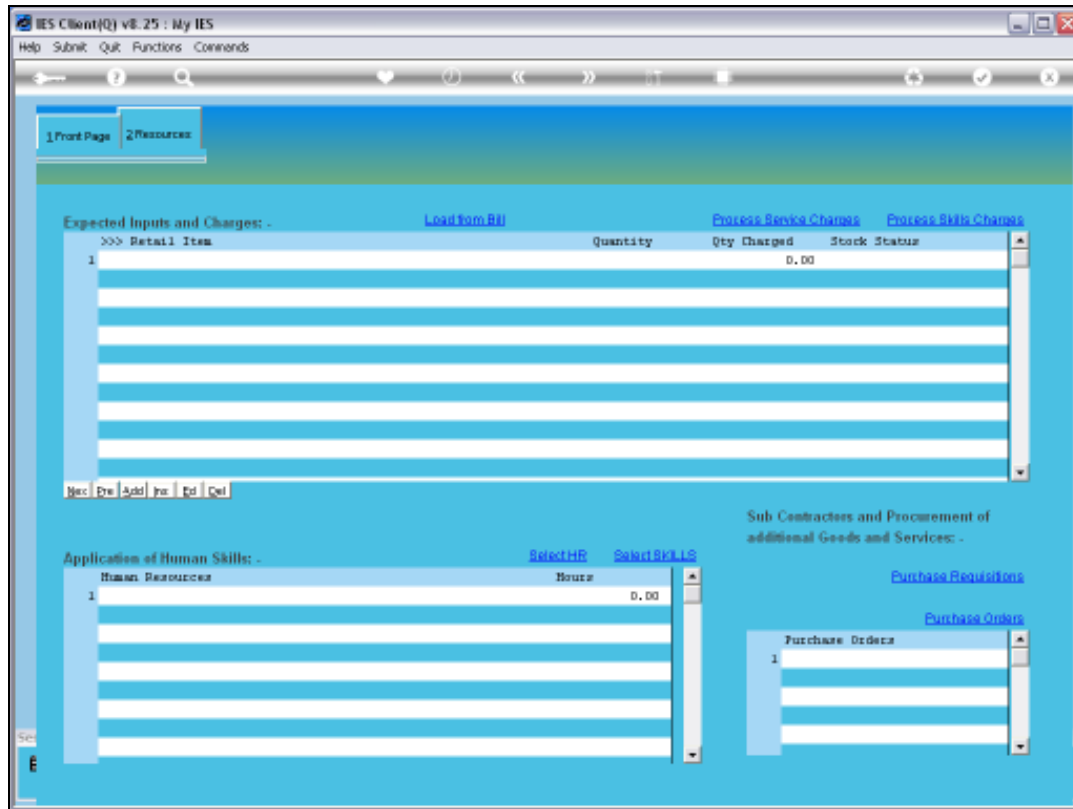 IES Client(Q) v8.25 : My IES
Help Submit Quit Functions Commands
1 Front Page 2 Resources
Expected Inputs and Charges: - Load from Bill Process Service Charges Process Skills Charges
>>> Retail Item Quantity Qty Charged Stock Status
1 0.00
Nex Pre Add Ins Ed Del
Sub Contractors and Procurement of
additional Goods and Services: -
Application of Human Skills: - Select HR Select SKILLS
Human Resources Hours
1 0.00
Purchase Requisitions
Purchase Orders
Purchase Orders
1